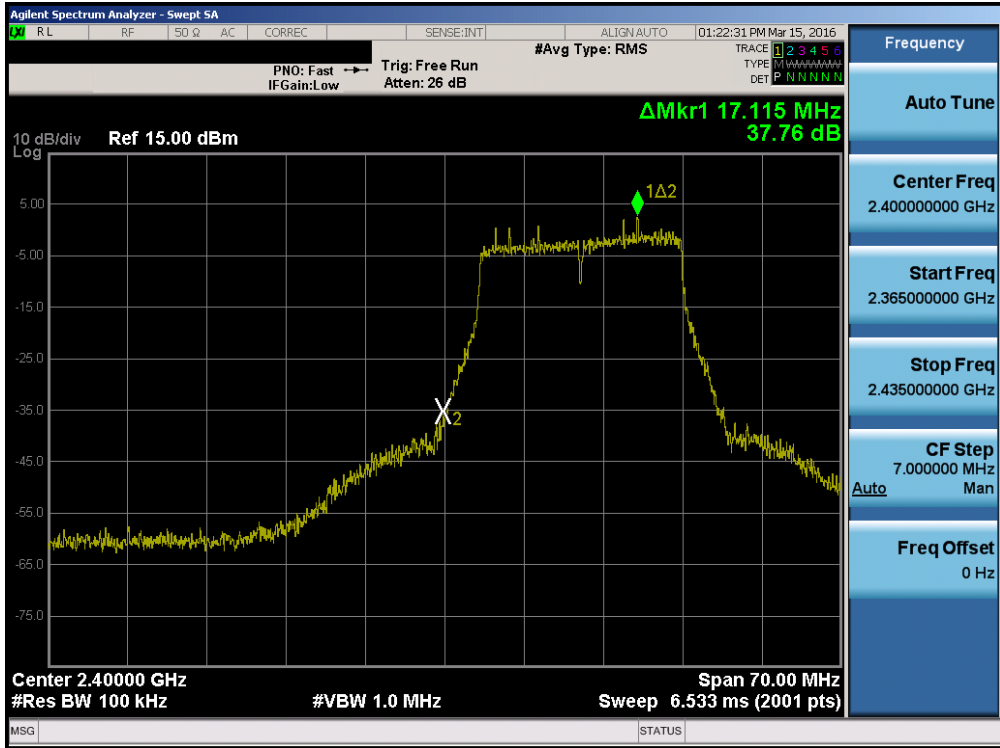 Agilent Spectrum Analyzer - Swept SA
LXI RL RF 50 Ω AC CORREC SENSE:INT ALIGN AUTO 01:22:31 PM Mar 15, 2016
#Avg Type: RMS
TRACE 1 2 3 4 5 6
PNO: Fast
Trig: Free Run
TYPE M
IFGain:Low
Atten: 26 dB
DET P N N N N N
ΔMkr1 17.115 MHz
37.76 dB
10 dB/div Ref 15.00 dBm
Log
1Δ2
5.00
-5.00
-15.0
-25.0
-35.0
2
-45.0
-55.0
-65.0
-75.0
Center 2.40000 GHz Span 70.00 MHz
#Res BW 100 kHz #VBW 1.0 MHz Sweep 6.533 ms (2001 pts)
MSG STATUS
Frequency
Auto Tune
Center Freq
2.400000000 GHz
Start Freq
2.365000000 GHz
Stop Freq
2.435000000 GHz
CF Step
7.000000 MHz
Auto Man
Freq Offset
0 Hz